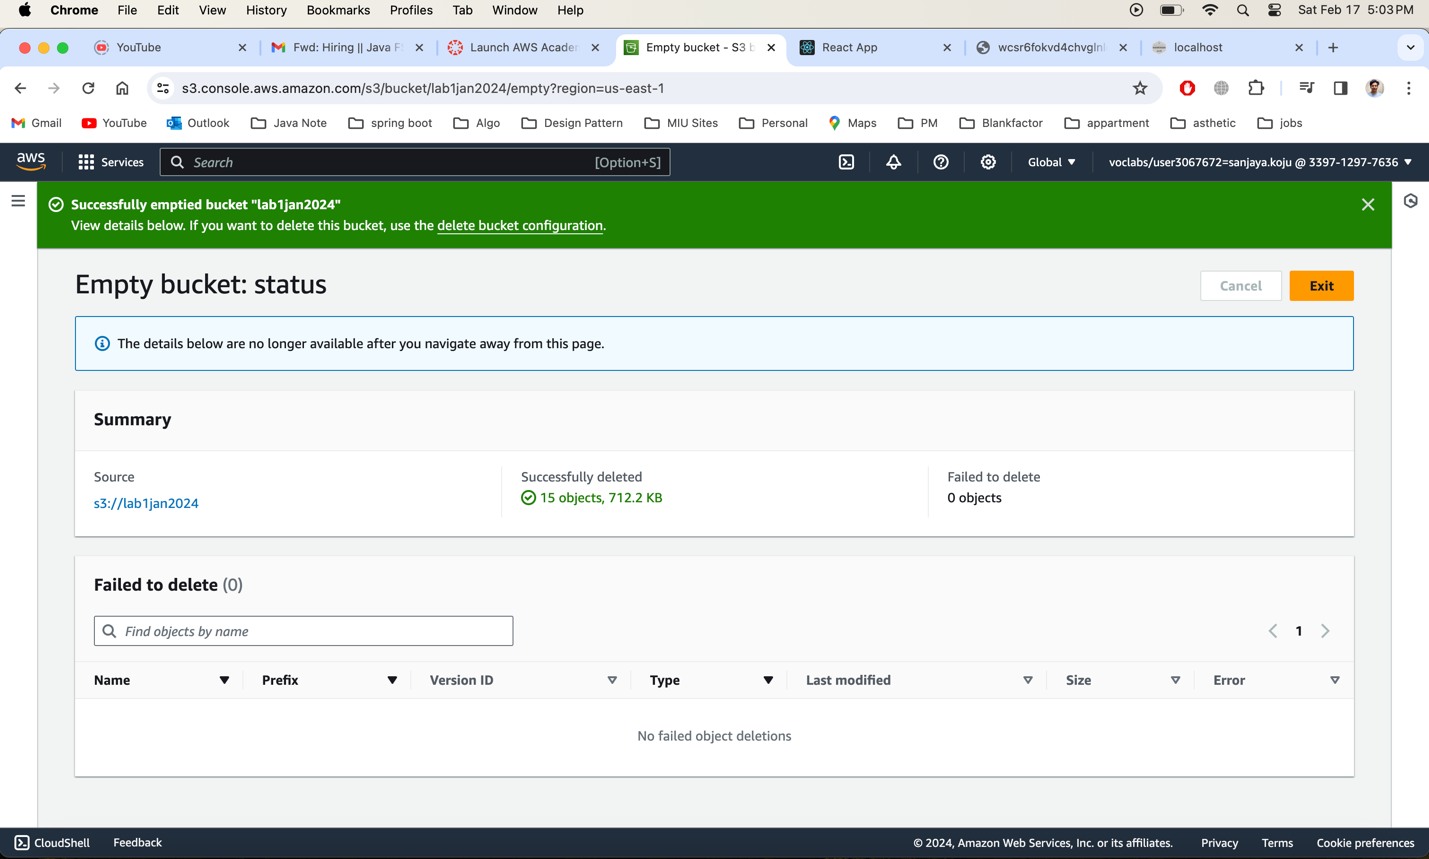 Chrome File Edit View History Bookmarks Profiles Tab Window Help Sat Feb 17 5:03 PM
YouTube Fwd: Hiring || Java F Launch AWS Acade Empty bucket - S3 b React App wcsr6fokvd4chvglnl localhost
s3.console.aws.amazon.com/s3/bucket/lab1jan2024/empty?region=us-east-1
Gmail YouTube Outlook Java Note spring boot Algo Design Pattern MIU Sites Personal Maps PM Blankfactor appartment asthetic jobs
aws Services Search [Option+S] Global voclabs/user3067672=sanjaya.koju @ 3397-1297-7636
Successfully emptied bucket "lab1jan2024"
View details below. If you want to delete this bucket, use the delete bucket configuration.
Empty bucket: status
Cancel Exit
The details below are no longer available after you navigate away from this page.
Summary
Source Successfully deleted Failed to delete
s3://lab1jan2024 15 objects, 712.2 KB 0 objects
Failed to delete (0)
Find objects by name 1
Name Prefix Version ID Type Last modified Size Error
No failed object deletions
CloudShell Feedback © 2024, Amazon Web Services, Inc. or its affiliates. Privacy Terms Cookie preferences